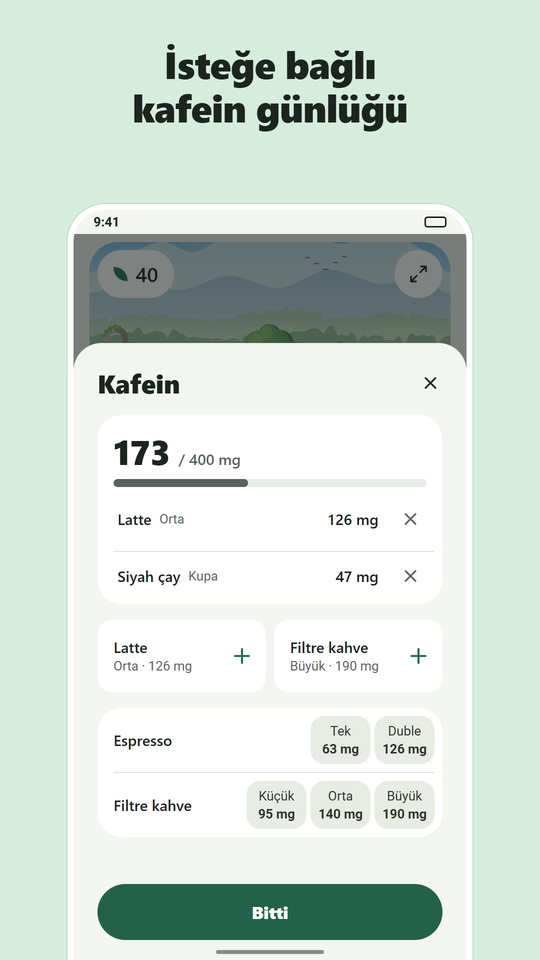 İsteğe bağlı
kafein günlüğü
9:41
40
Kafein
173 / 400 mg
Latte Orta 126 mg
Siyah çay Kupa 47 mg
Latte
Orta · 126 mg
Filtre kahve
Büyük · 190 mg
Espresso
Tek
63 mg
Duble
126 mg
Filtre kahve
Küçük
95 mg
Orta
140 mg
Büyük
190 mg
Bitti